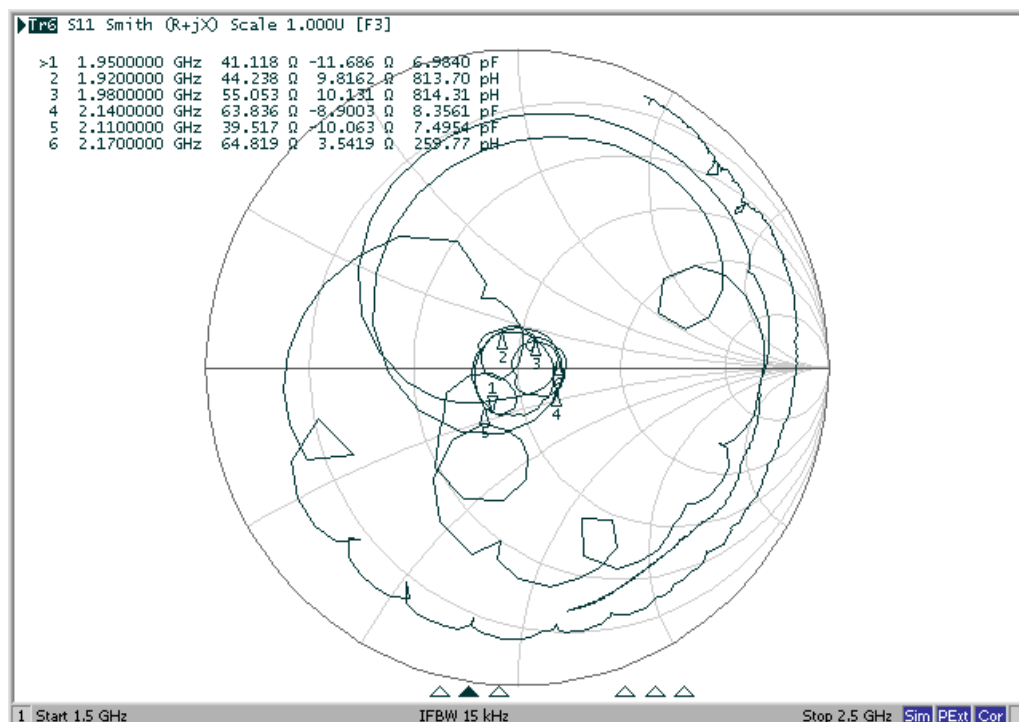 Tr6 S11 Smith (R+jX) Scale 1.000U [F3]
>1 1.9500000 GHz 41.118 Ω -11.686 Ω 6.9840 pF
2 1.9200000 GHz 44.238 Ω 9.8162 Ω 813.70 pH
3 1.9800000 GHz 55.053 Ω 10.131 Ω 814.31 pH
4 2.1400000 GHz 63.836 Ω -8.9003 Ω 8.3561 pF
5 2.1100000 GHz 39.517 Ω -10.063 Ω 7.4954 pF
6 2.1700000 GHz 64.819 Ω 3.5419 Ω 259.77 pH
2
3
6
1
4
5
1 Start 1.5 GHz IFBW 15 kHz Stop 2.5 GHz Sim PExt Cor